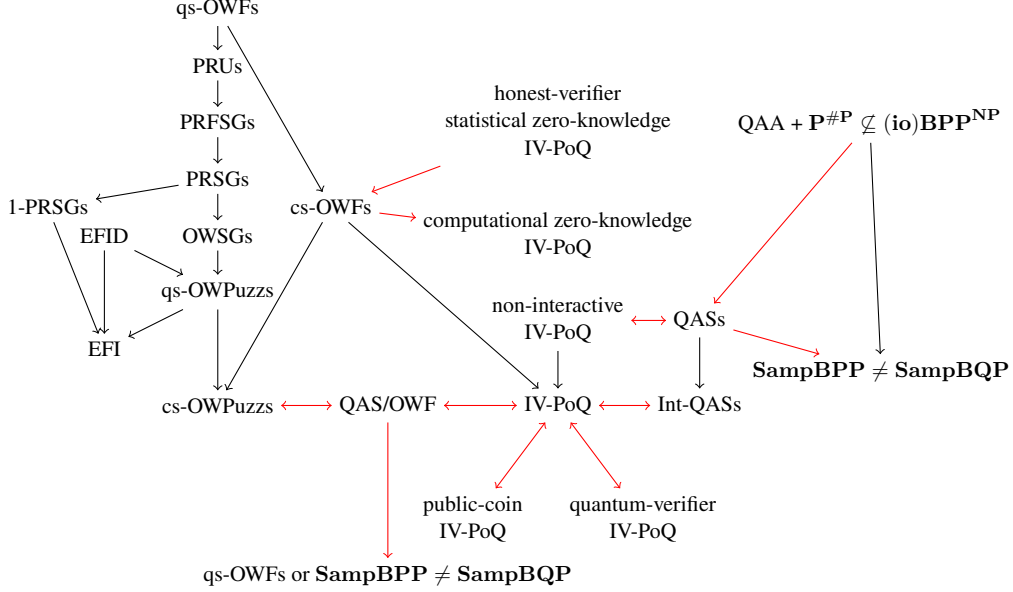 qs-OWFs
PRUs
honest-verifier
statistical zero-knowledge
IV-PoQ
PRFSGs
QAA + P^{#P} ⊈ (io)BPP^{NP}
PRSGs
1-PRSGs
cs-OWFs
computational zero-knowledge
IV-PoQ
EFID
OWSGs
qs-OWPuzzs
non-interactive
IV-PoQ
QASs
EFI
SampBPP ≠ SampBQP
cs-OWPuzzs
QAS/OWF
IV-PoQ
Int-QASs
public-coin
IV-PoQ
quantum-verifier
IV-PoQ
qs-OWFs or SampBPP ≠ SampBQP